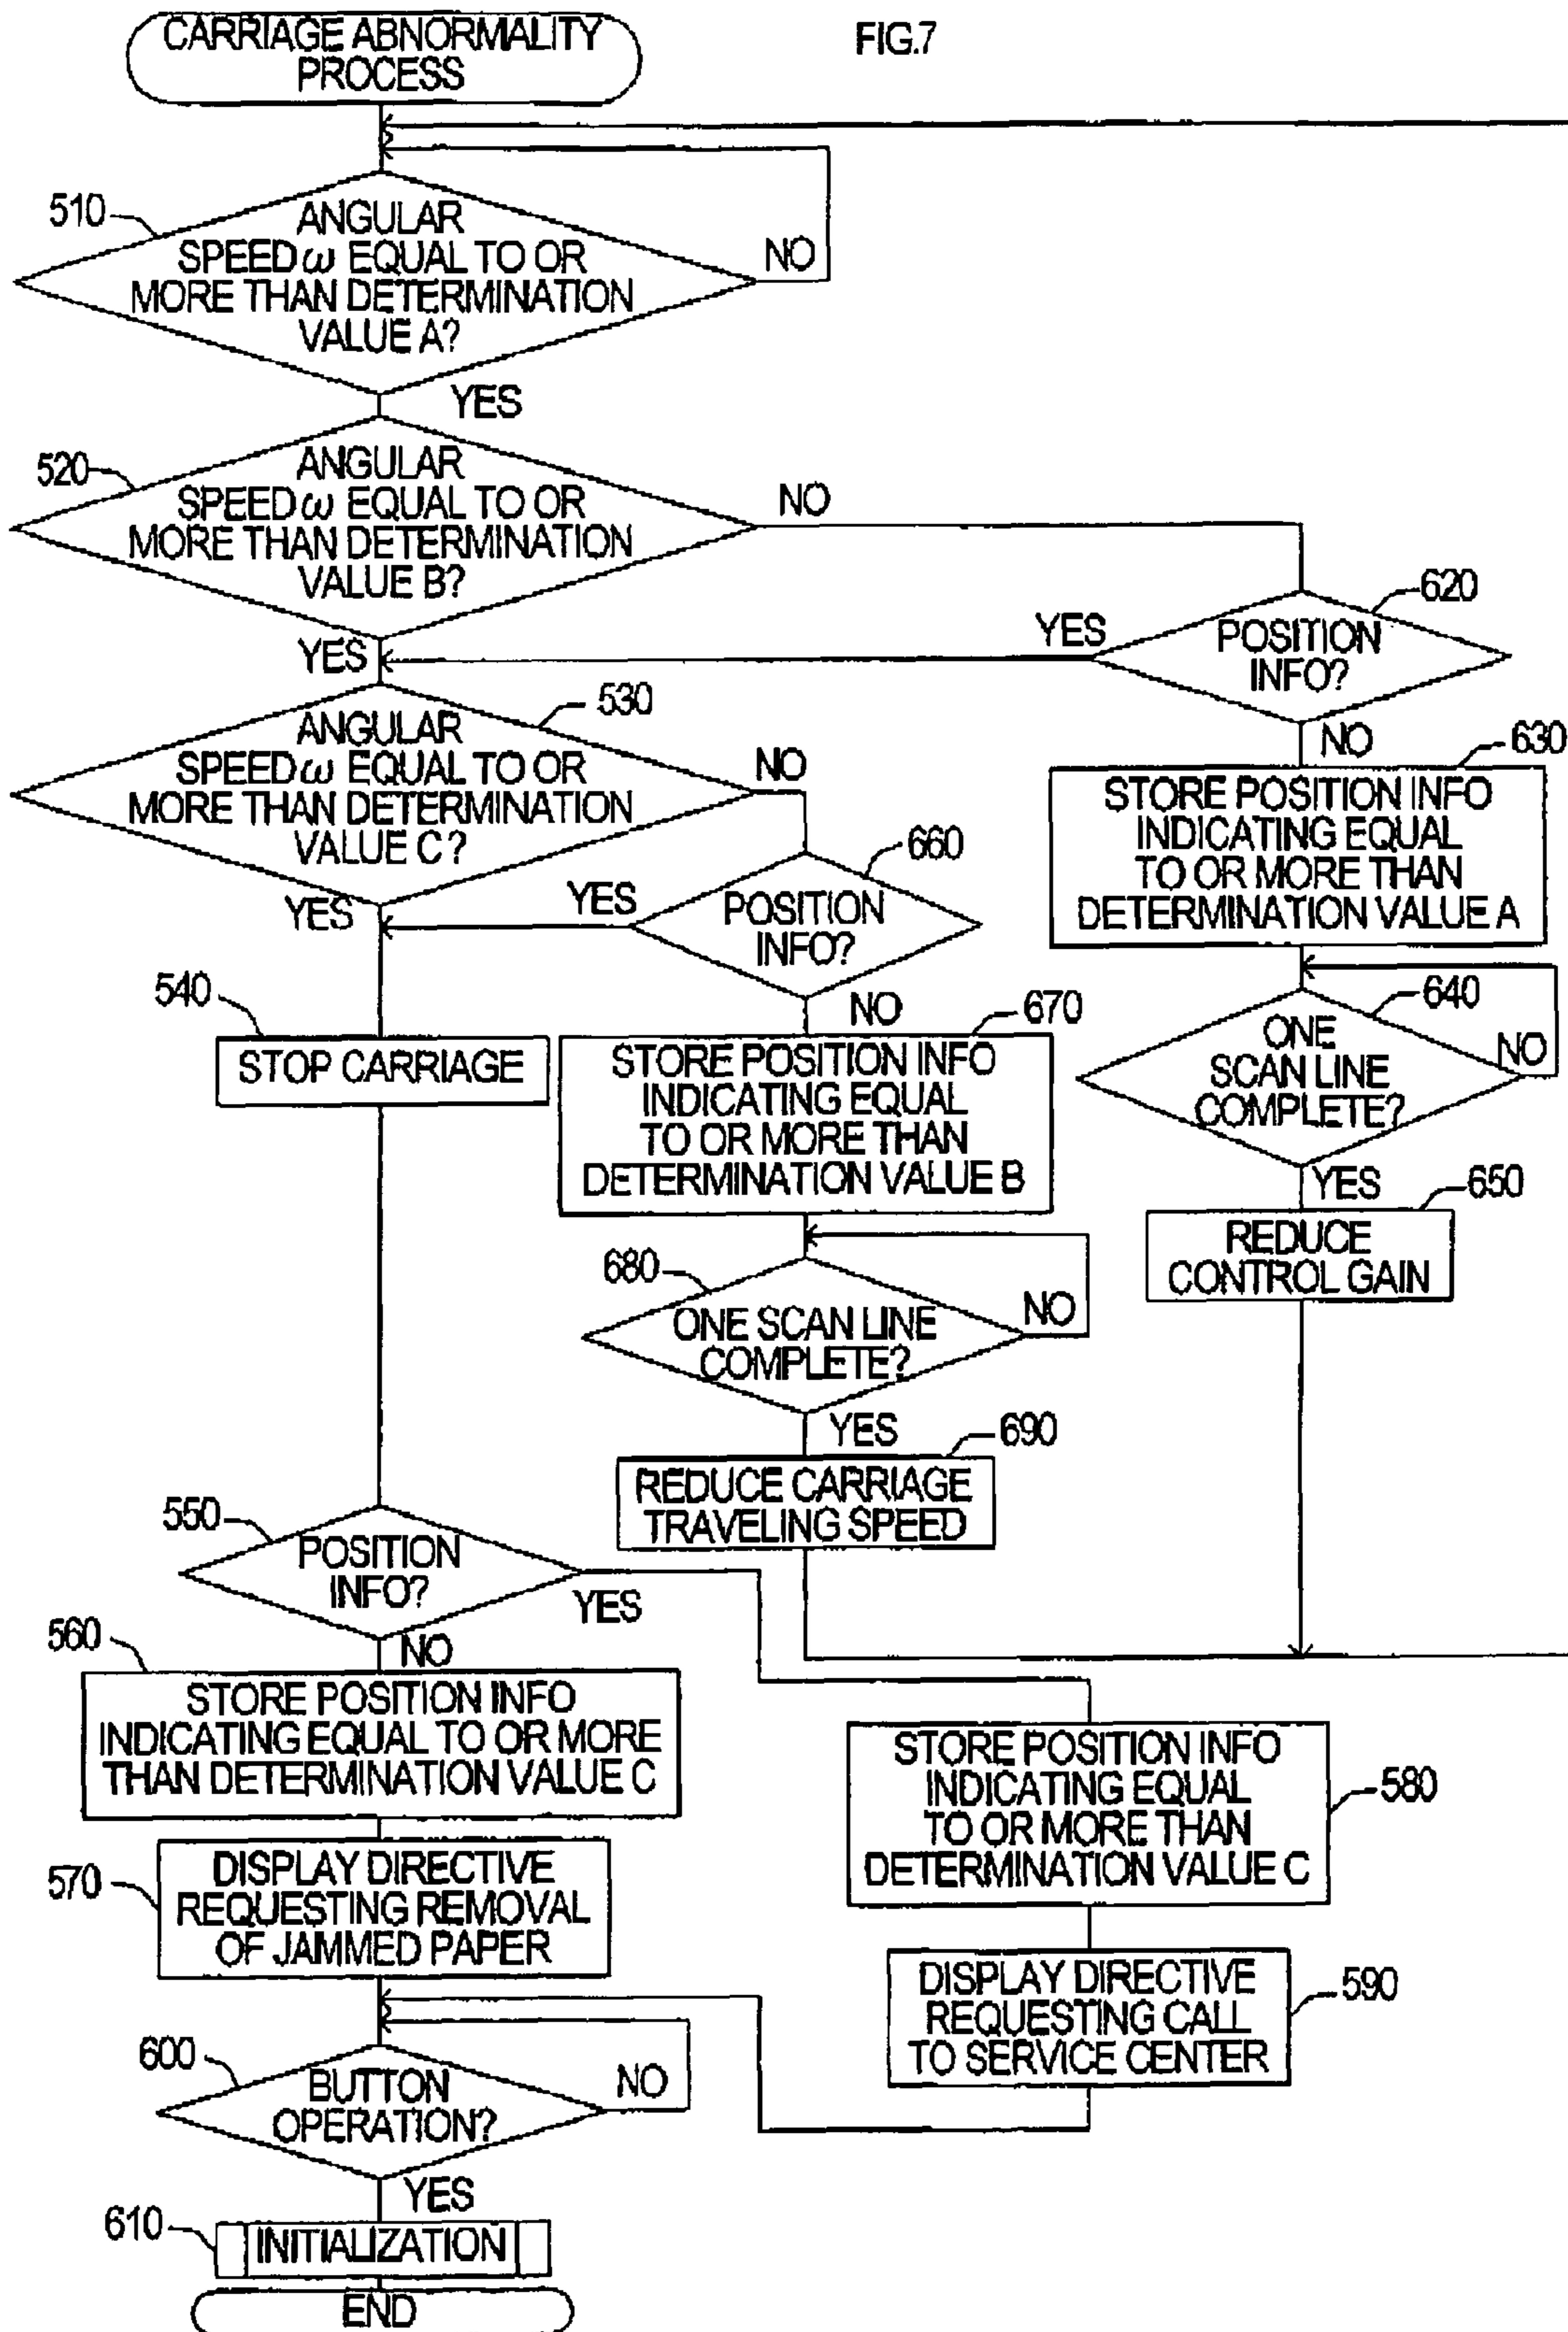 CARRIAGE ABNORMALITY
PROCESS
FIG.7
510
ANGULAR
SPEED ω EQUAL TO OR
MORE THAN DETERMINATION
VALUE A?
NO
YES
520
ANGULAR
SPEED ω EQUAL TO OR
MORE THAN DETERMINATION
VALUE B?
NO
YES
620
POSITION
INFO?
YES
NO
530
ANGULAR
SPEED ω EQUAL TO OR
MORE THAN DETERMINATION
VALUE C?
NO
YES
630
STORE POSITION INFO
INDICATING EQUAL
TO OR MORE THAN
DETERMINATION VALUE A
660
POSITION
INFO?
YES
NO
640
ONE
SCAN LINE
COMPLETE?
NO
YES
540
STOP CARRIAGE
670
STORE POSITION INFO
INDICATING EQUAL
TO OR MORE THAN
DETERMINATION VALUE B
650
REDUCE
CONTROL GAIN
680
ONE SCAN LINE
COMPLETE?
NO
YES
690
REDUCE CARRIAGE
TRAVELING SPEED
550
POSITION
INFO?
YES
NO
560
STORE POSITION INFO
INDICATING EQUAL TO OR MORE
THAN DETERMINATION VALUE C
580
STORE POSITION INFO
INDICATING EQUAL
TO OR MORE THAN
DETERMINATION VALUE C
570
DISPLAY DIRECTIVE
REQUESTING REMOVAL
OF JAMMED PAPER
590
DISPLAY DIRECTIVE
REQUESTING CALL
TO SERVICE CENTER
600
BUTTON
OPERATION?
NO
YES
610
INITIALIZATION
END